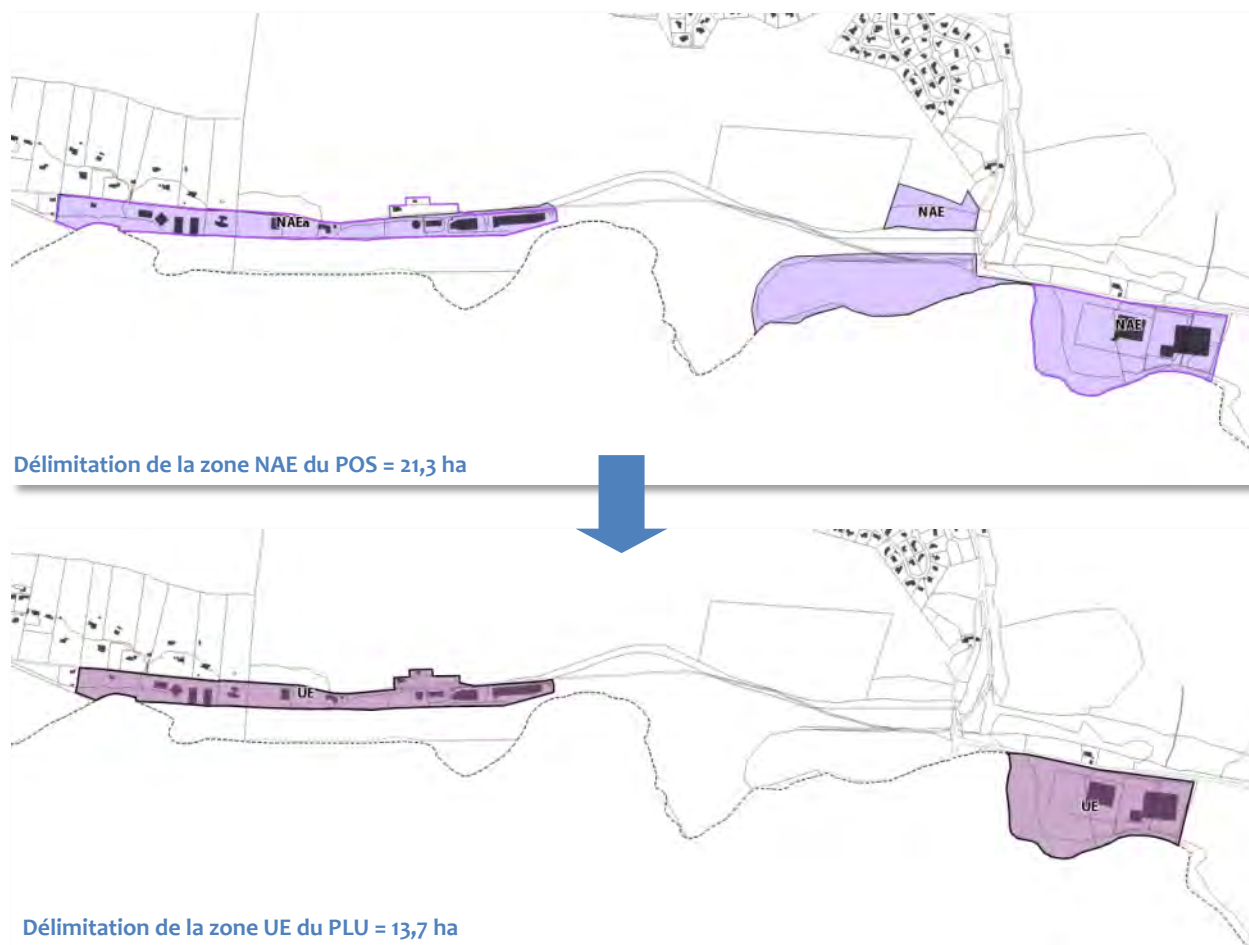 NAE
NAEa
NAE
Délimitation de la zone NAE du POS = 21,3 ha
UE
UE
Délimitation de la zone UE du PLU = 13,7 ha